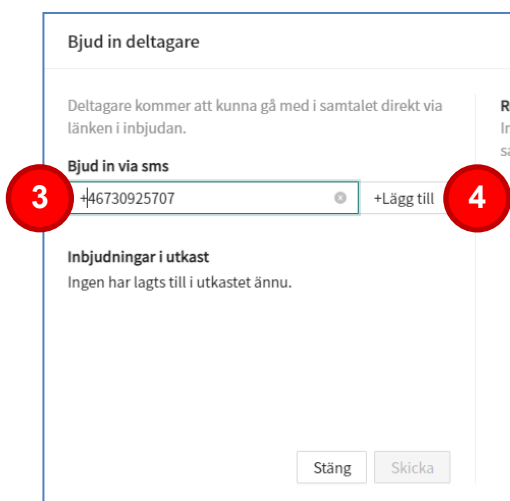 Bjud in deltagare
Deltagare kommer att kunna gå med i samtalet direkt via
länken i inbjudan.
Bjud in via sms
3
+46730925707
+Lägg till
4
Inbjudningar i utkast
Ingen har lagts till i utkastet ännu.
Stäng
Skicka